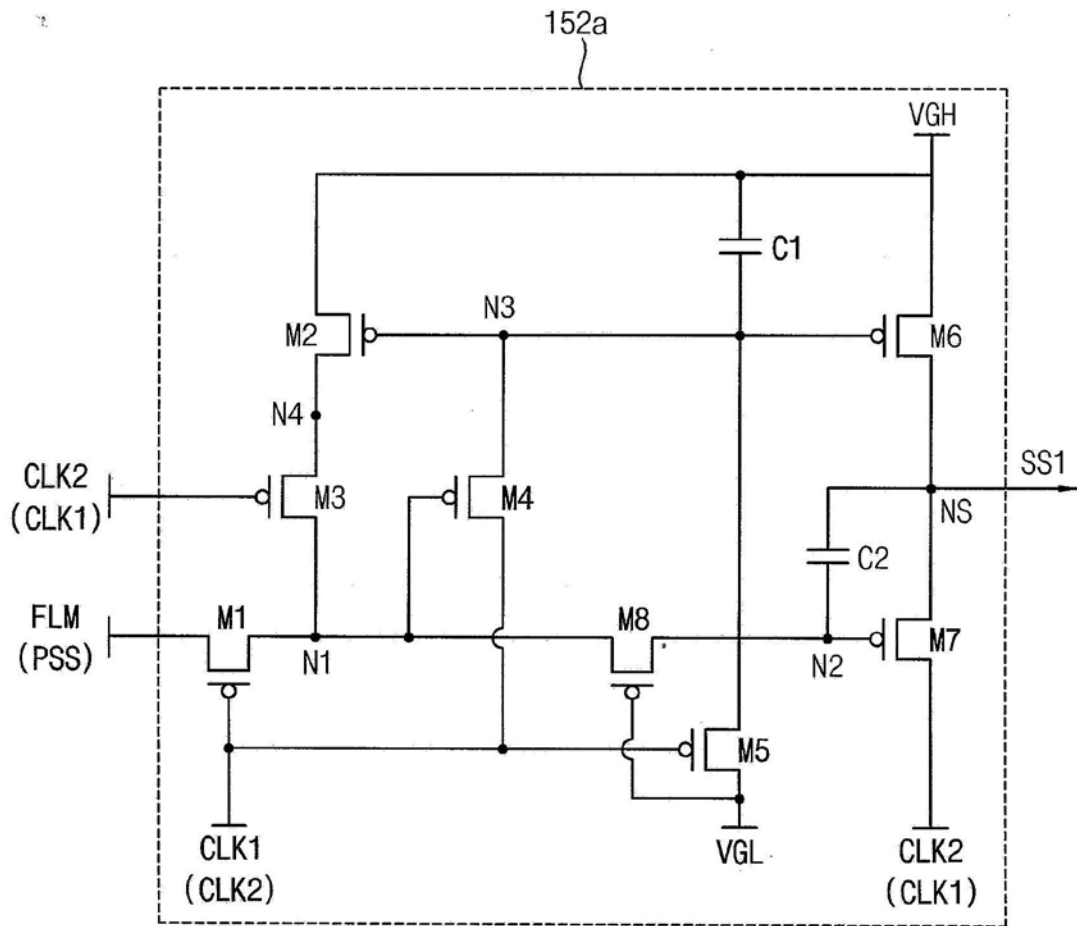 152a
VGH
C1
N3
M2
M6
N4
CLK2
(CLK1)
M3
M4
SS1
NS
C2
FLM
(PSS)
M1
N1
M8
N2
M7
M5
CLK1
(CLK2)
VGL
CLK2
(CLK1)